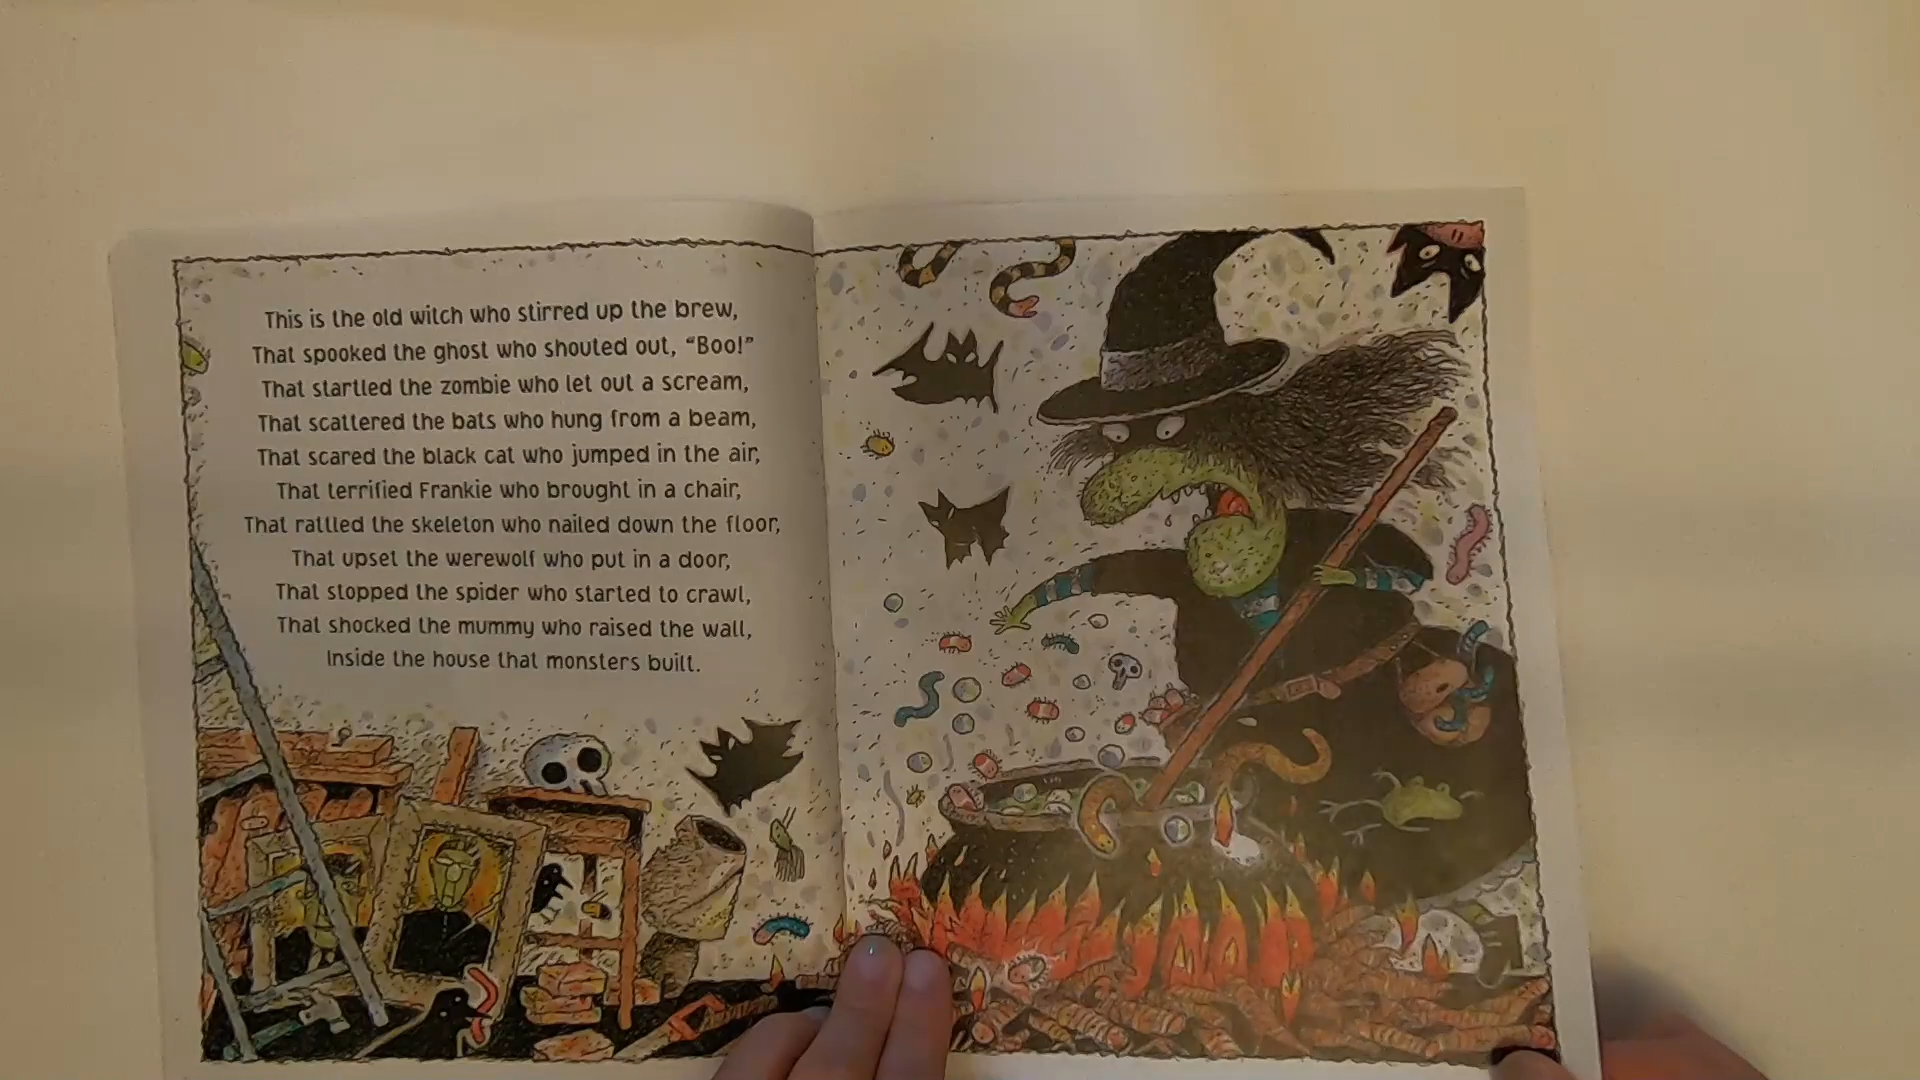 This is the old witch who stirred up the brew,
That spooked the ghost who shouted out, “Boo!”
That startled the zombie who let out a scream,
That scattered the bats who hung from a beam,
That scared the black cat who jumped in the air,
That terrified Frankie who brought in a chair,
That rattled the skeleton who nailed down the floor,
That upset the werewolf who put in a door,
That stopped the spider who started to crawl,
That shocked the mummy who raised the wall,
Inside the house that monsters built.